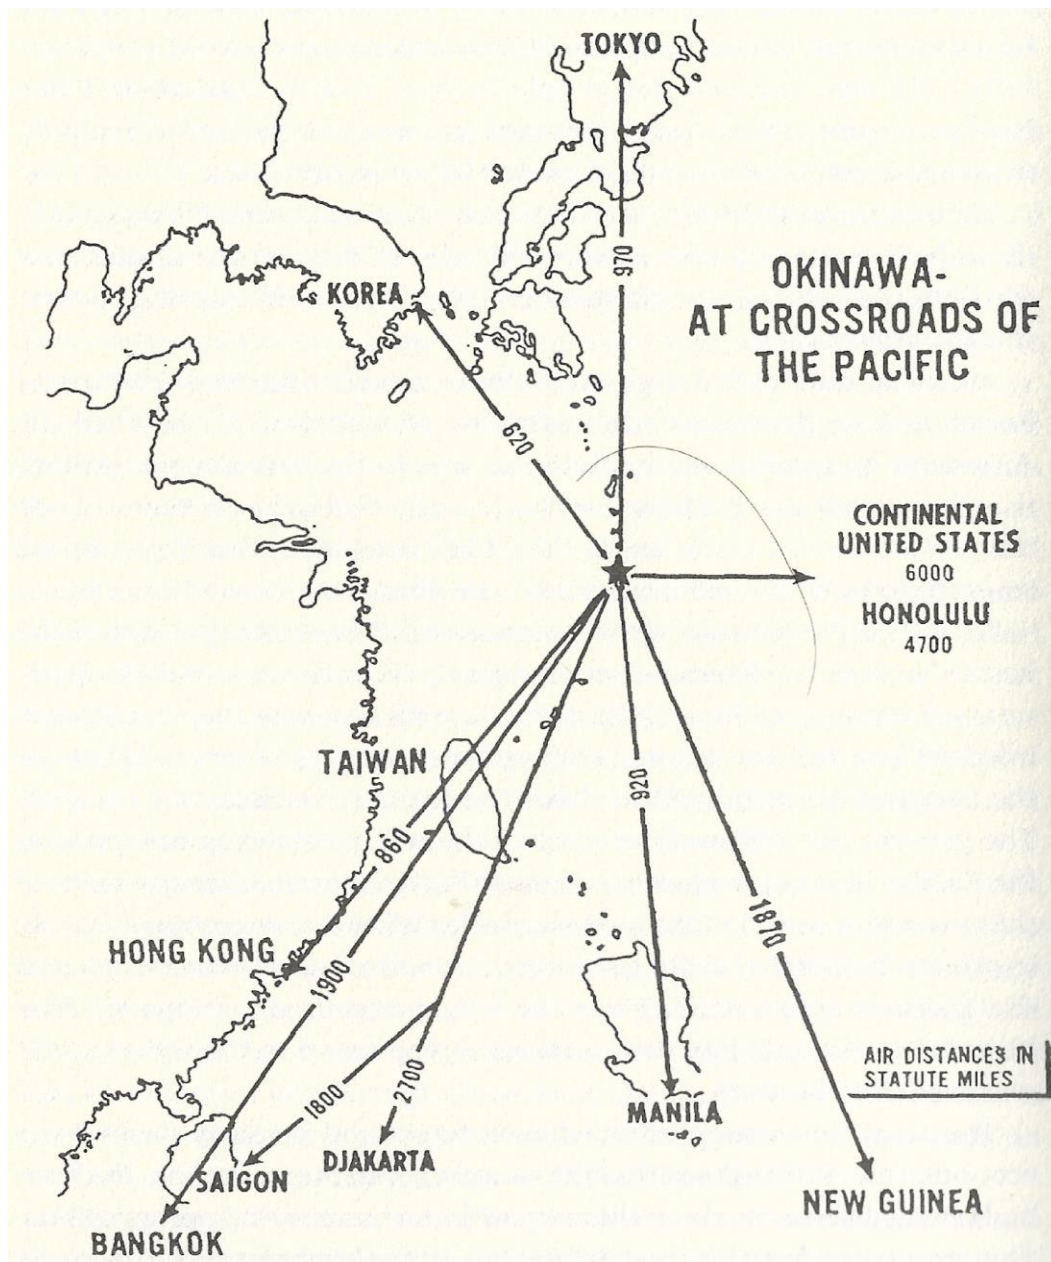 TOKYO
970
OKINAWA-
AT CROSSROADS OF
THE PACIFIC
KOREA
620
CONTINENTAL
UNITED STATES
6000
HONOLULU
4700
TAIWAN
860
920
1870
HONG KONG
1900
AIR DISTANCES IN
STATUTE MILES
1800
2700
MANILA
DJAKARTA
SAIGON
NEW GUINEA
BANGKOK